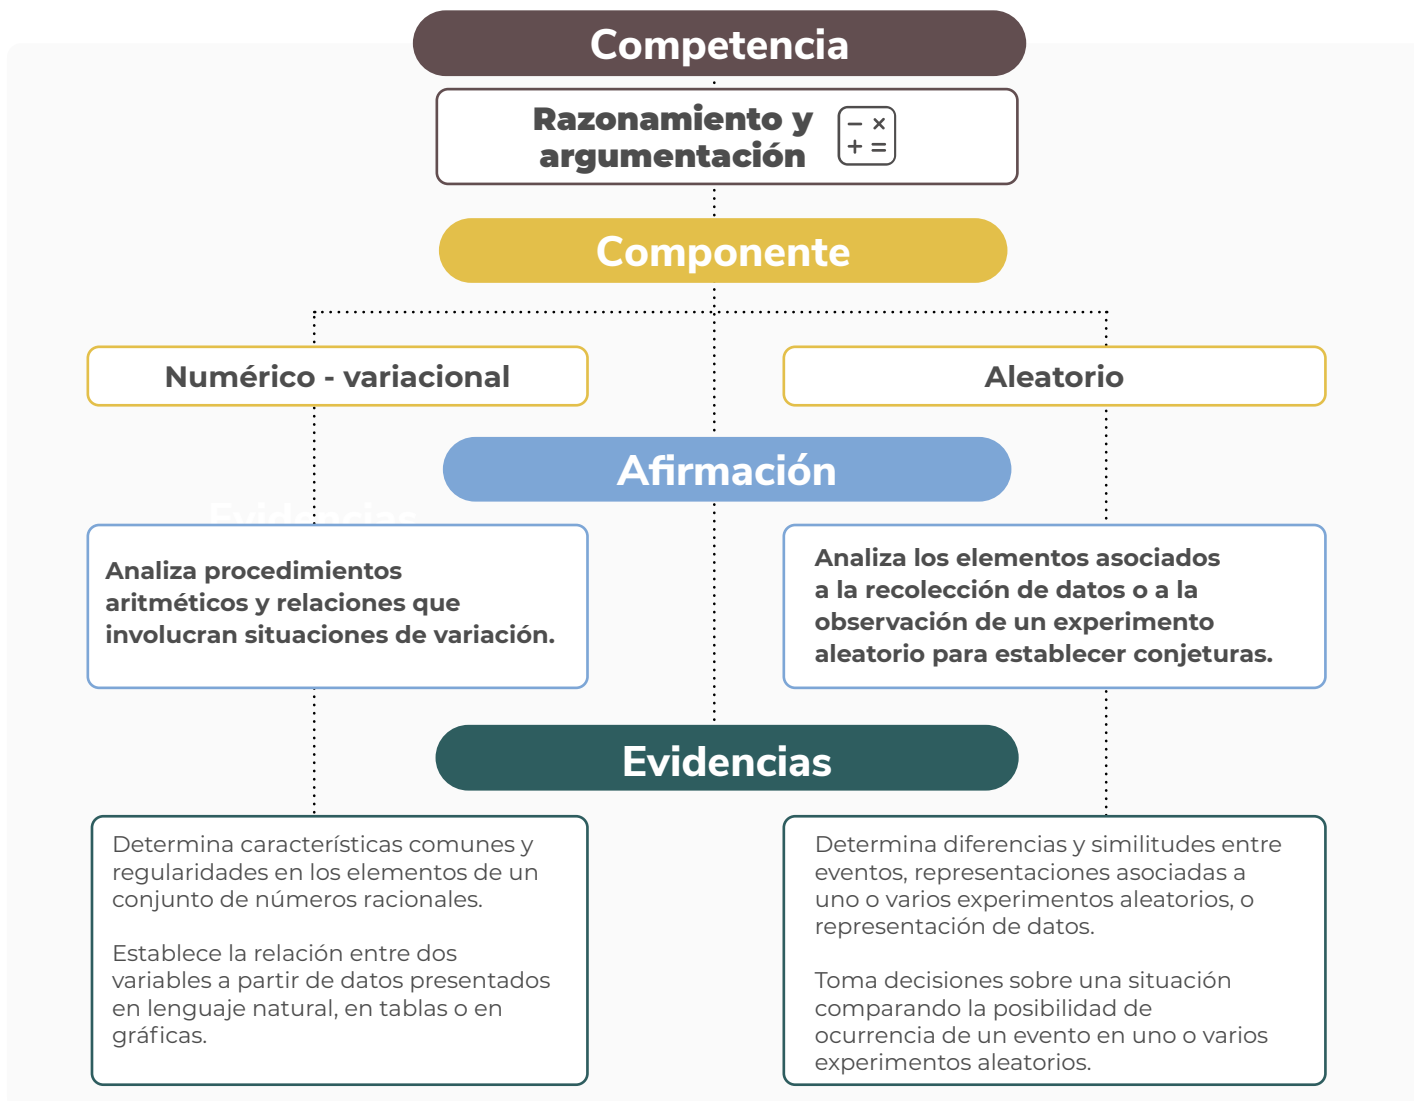 Competencia
Razonamiento y
argumentación
Componente
Numérico - variacional
Aleatorio
Afirmación
Evidencias
Analiza procedimientos
aritméticos y relaciones que
involucran situaciones de variación.
Analiza los elementos asociados
a la recolección de datos o a la
observación de un experimento
aleatorio para establecer conjeturas.
Evidencias
Determina características comunes y
regularidades en los elementos de un
conjunto de números racionales.
Establece la relación entre dos
variables a partir de datos presentados
en lenguaje natural, en tablas o en
gráficas.
Determina diferencias y similitudes entre
eventos, representaciones asociadas a
uno o varios experimentos aleatorios, o
representación de datos.
Toma decisiones sobre una situación
comparando la posibilidad de
ocurrencia de un evento en uno o varios
experimentos aleatorios.